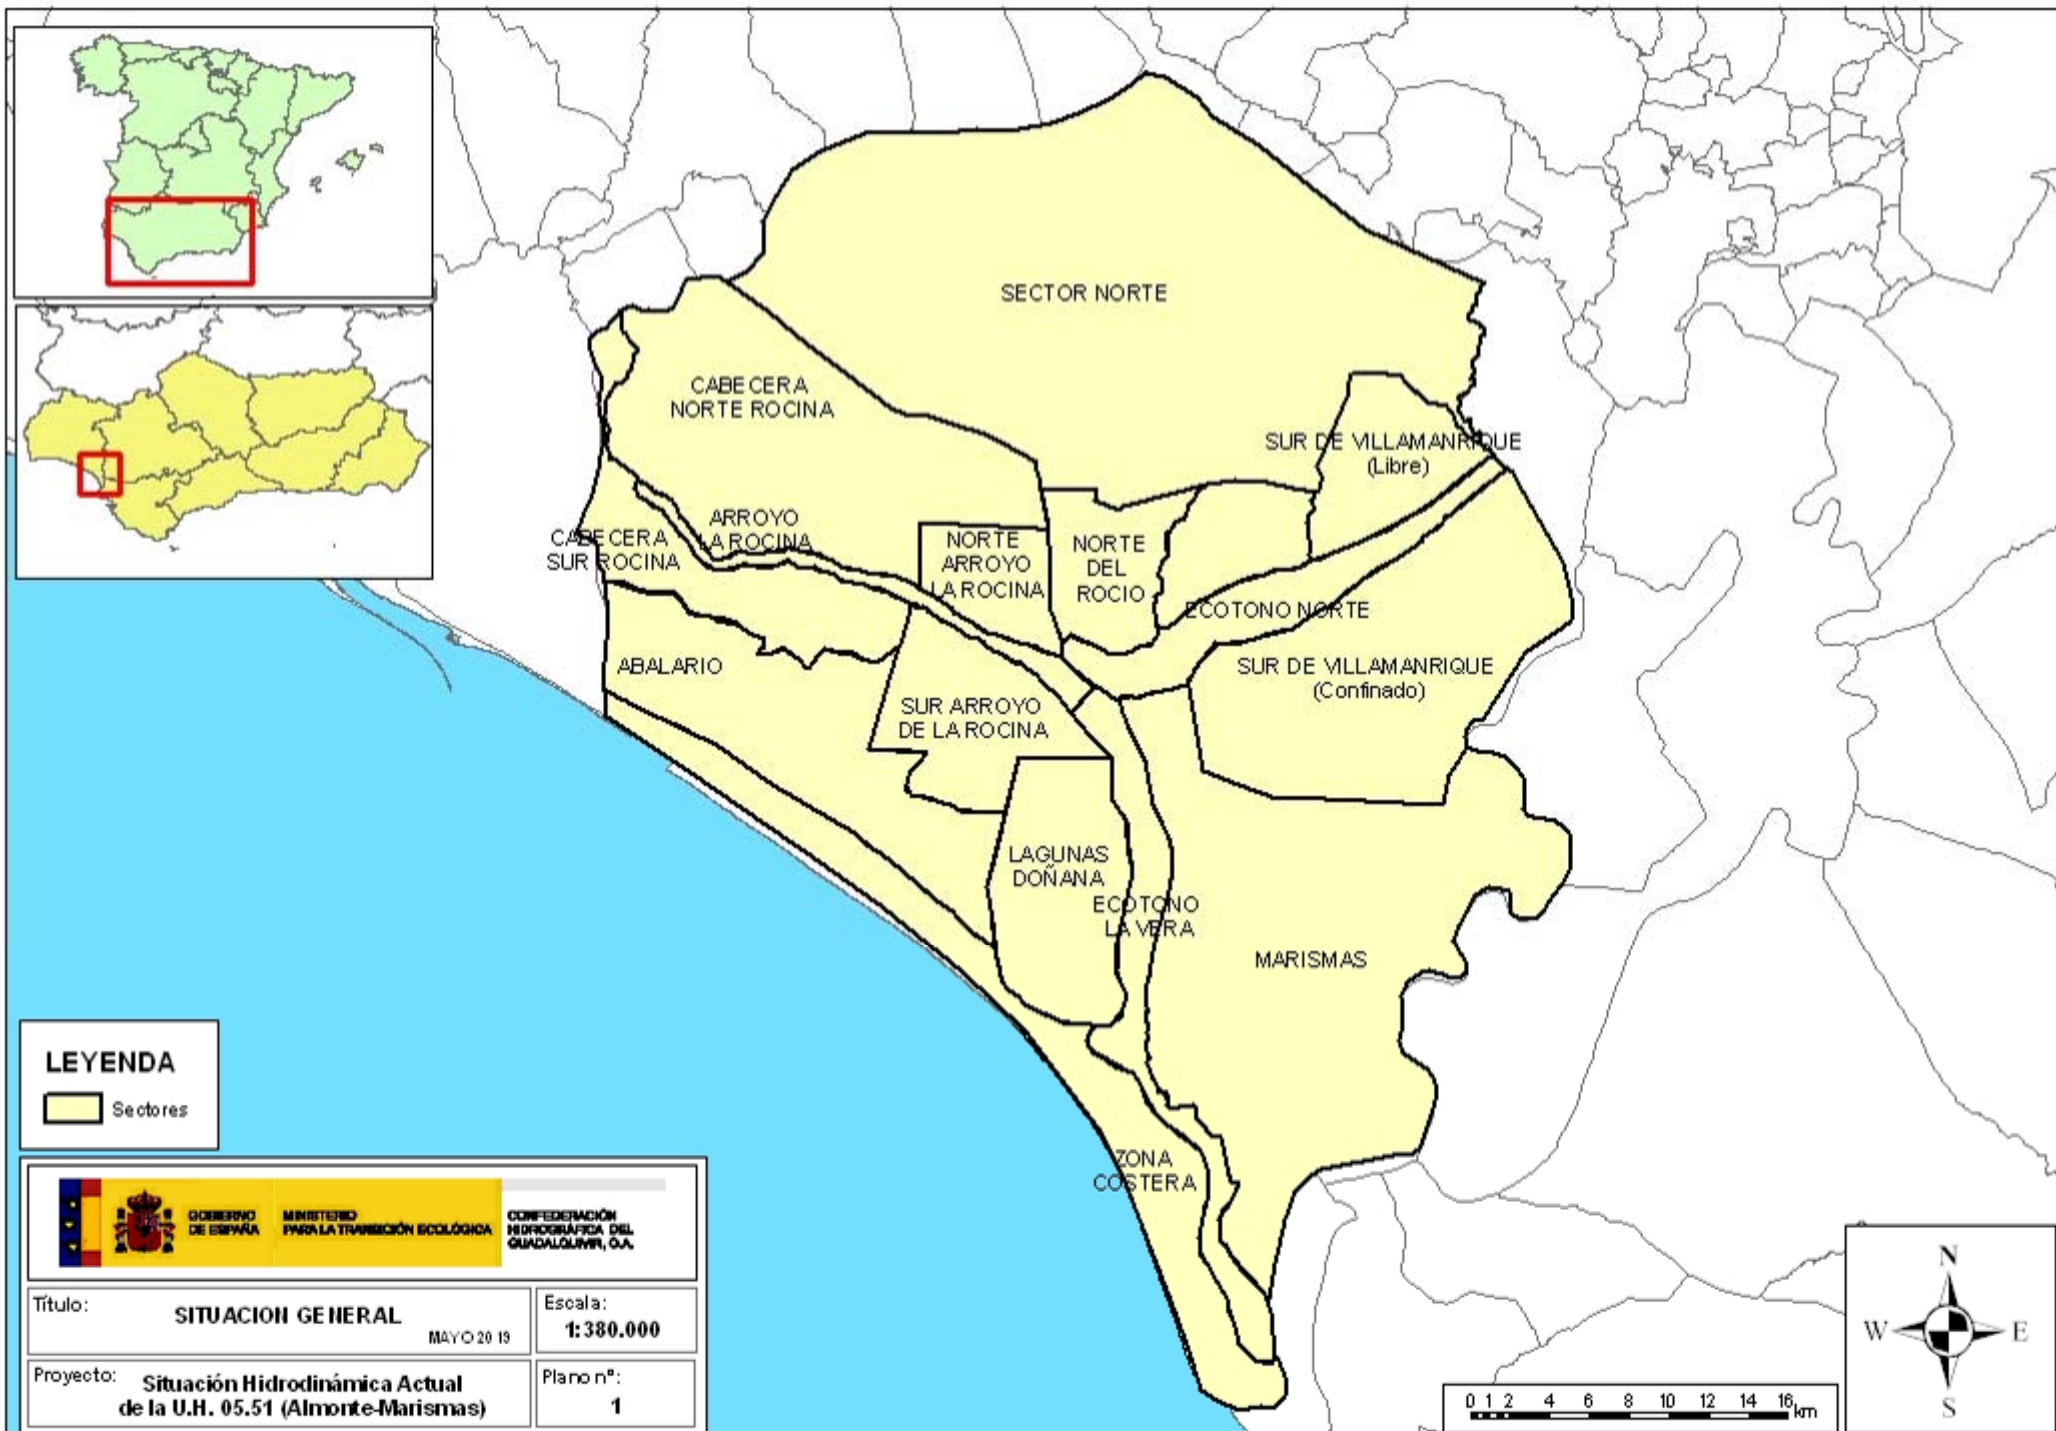 SECTOR NORTE
CABECERA
NORTE ROCINA
SUR DE VILLAMANRIQUE
(Libre)
ARROYO
LA ROCINA
CABECERA
SUR ROCINA
NORTE
ARROYO
LA ROCINA
NORTE
DEL
ROCIO
ECOTONO NORTE
ABALARIO
SUR DE VILLAMANRIQUE
(Confinado)
SUR ARROYO
DE LA ROCINA
LAGUNAS
DOÑANA
ECOTONO
LA VERA
MARISMAS
ZONA
COSTERA
LEYENDA
Sectores
GOBIERNO
DE ESPAÑA
MINISTERIO
PARA LA TRANSICIÓN ECOLÓGICA
CONFEDERACIÓN
HIDROGRÁFICA DEL
GUADALQUIVIR, O.A.
Título:
SITUACION GENERAL
MAYO 2019
Escala:
1:380.000
Proyecto:
Situación Hidrodinámica Actual
de la U.H. 05.51 (Almonte-Marismas)
Plano nº:
1
0 1 2 4 6 8 10 12 14 16
km
N
W E
S